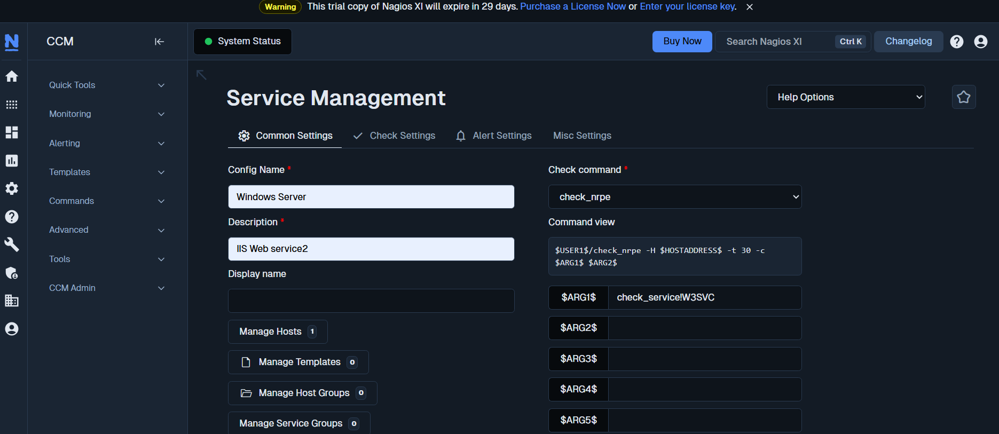 Warning This trial copy of Nagios XI will expire in 29 days. Purchase a License Now or Enter your license key.
CCM
System Status
Buy Now
Search Nagios XI Ctrl K
Changelog
Quick Tools
Monitoring
Alerting
Templates
Commands
Advanced
Tools
CCM Admin
Service Management
Help Options
Common Settings
Check Settings
Alert Settings
Misc Settings
Config Name *
Windows Server
Description *
IIS Web service2
Display name
Manage Hosts 1
Manage Templates 0
Manage Host Groups 0
Manage Service Groups 0
Check command *
check_nrpe
Command view
$USER1$/check_nrpe -H $HOSTADDRESS$ -t 30 -c
$ARG1$ $ARG2$
$ARG1$ check_service!W3SVC
$ARG2$
$ARG3$
$ARG4$
$ARG5$